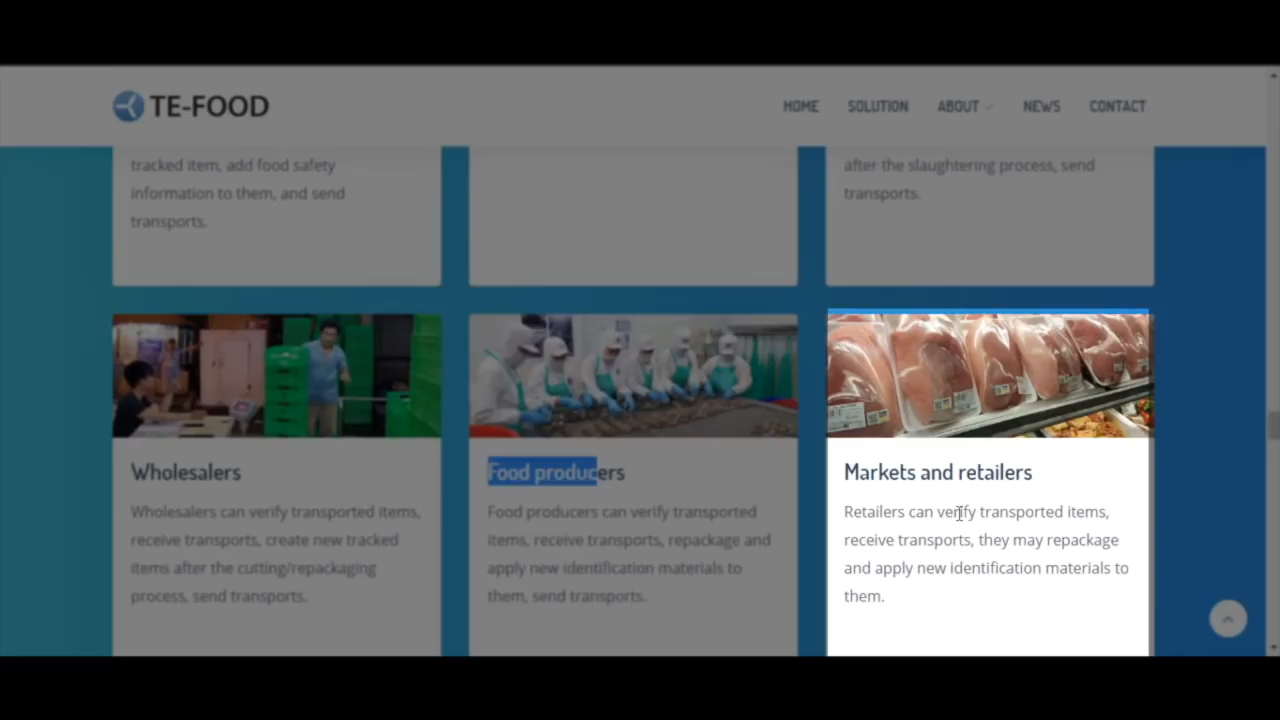 TE-FOOD
HOME SOLUTION ABOUT NEWS CONTACT
tracked item, add food safety
information to them, and send
transports.
after the slaughtering process, send
transports.
Wholesalers
Wholesalers can verify transported items,
receive transports, create new tracked
items after the cutting/repackaging
process, send transports.
Food producers
Food producers can verify transported
items, receive transports, repackage and
apply new identification materials to
them, send transports.
Markets and retailers
Retailers can verify transported items,
receive transports, they may repackage
and apply new identification materials to
them.